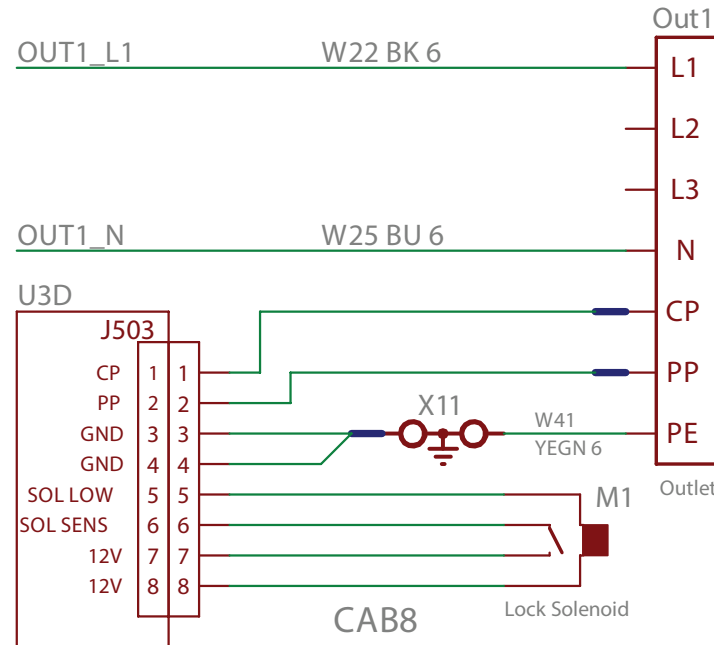 Out1
OUT1_L1 W22 BK 6 L1
L2
L3
OUT1_N W25 BU 6 N
U3D
CP
J503
CP 1 1 PP
PP 2 2 X11
GND 3 3 W41 PE
YEGN 6
GND 4 4
SOL LOW 5 5 M1 Outlet
SOL SENS 6 6
12V 7 7
12V 8 8
Lock Solenoid
CAB8